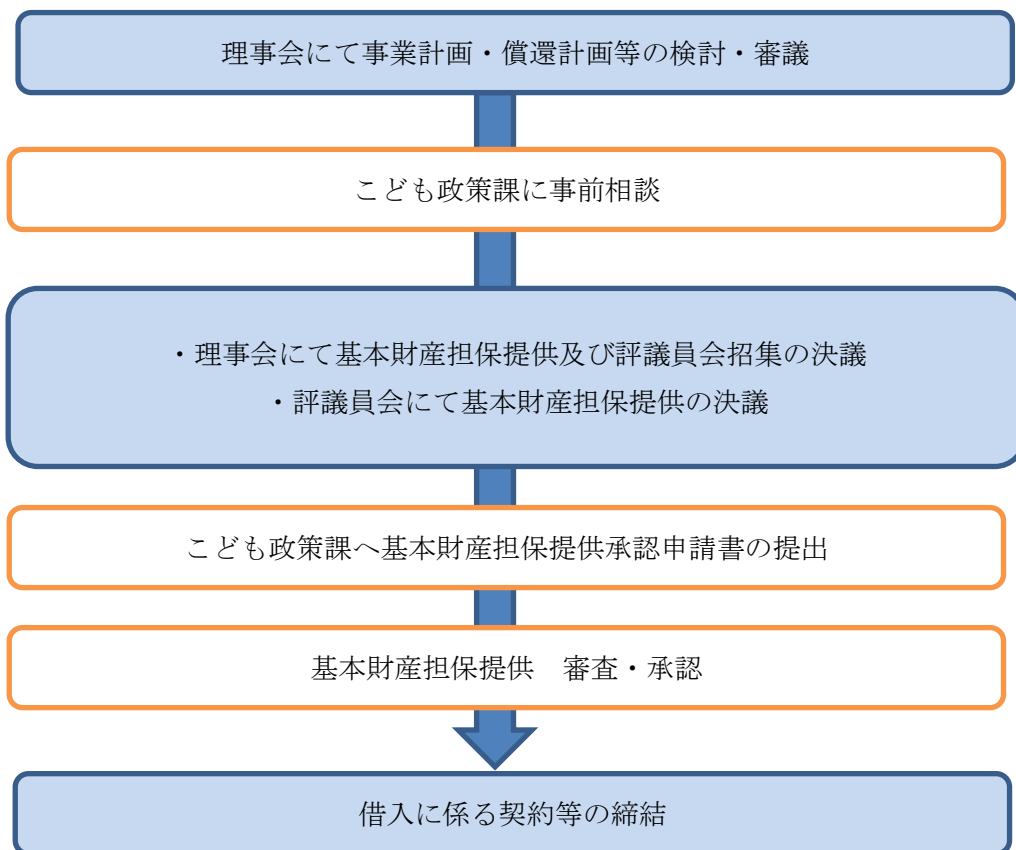 理事会にて事業計画・償還計画等の検討・審議
こども政策課に事前相談
・理事会にて基本財産担保提供及び評議員会招集の決議
・評議員会にて基本財産担保提供の決議
こども政策課へ基本財産担保提供承認申請書の提出
基本財産担保提供　審査・承認
借入に係る契約等の締結